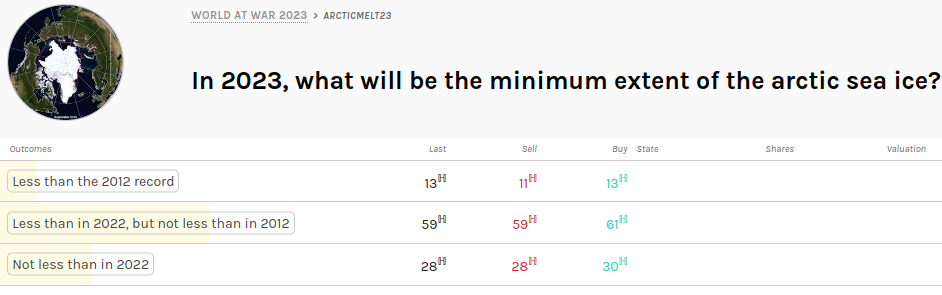 WORLD AT WAR 2023 > ARCTICMELT23
In 2023, what will be the minimum extent of the arctic sea ice?
Outcomes Last Sell Buy State Shares Valuation
Less than the 2012 record 13ℍ 11ℍ 13ℍ
Less than in 2022, but not less than in 2012 59ℍ 59ℍ 61ℍ
Not less than in 2022 28ℍ 28ℍ 30ℍ